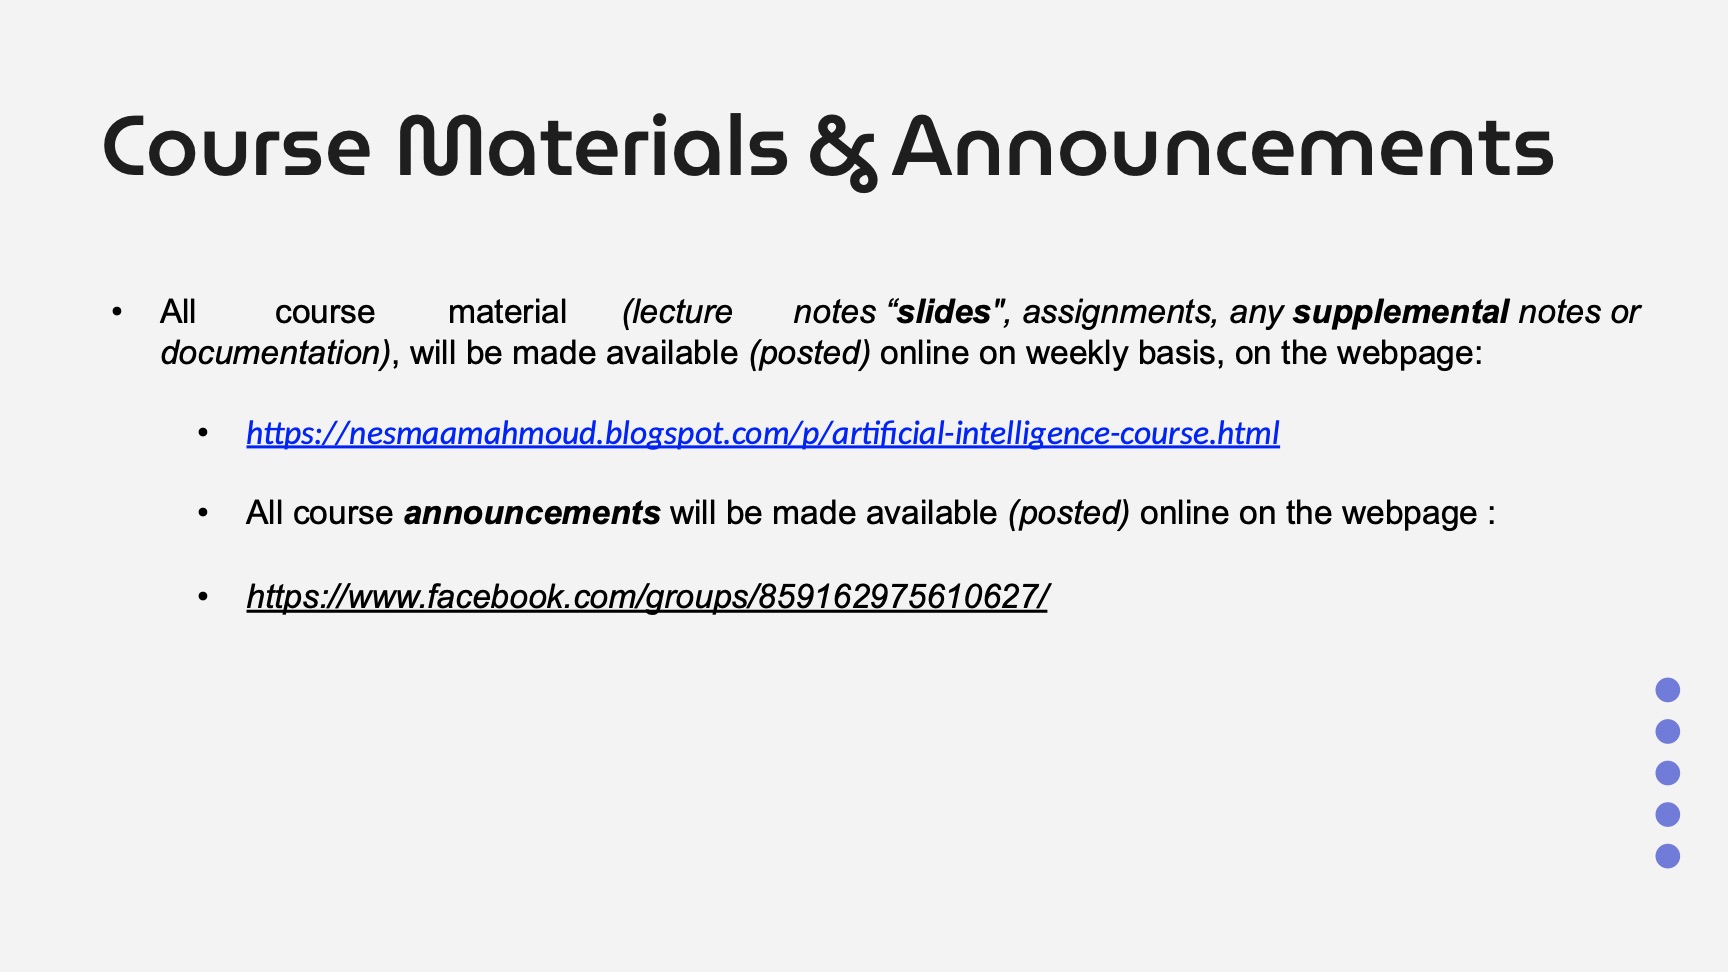 Course Materials & Announcements
• All course material (lecture notes “slides", assignments, any supplemental notes or
documentation), will be made available (posted) online on weekly basis, on the webpage:
• https://nesmaamahmoud.blogspot.com/p/artificial-intelligence-course.html
• All course announcements will be made available (posted) online on the webpage :
• https://www.facebook.com/groups/859162975610627/